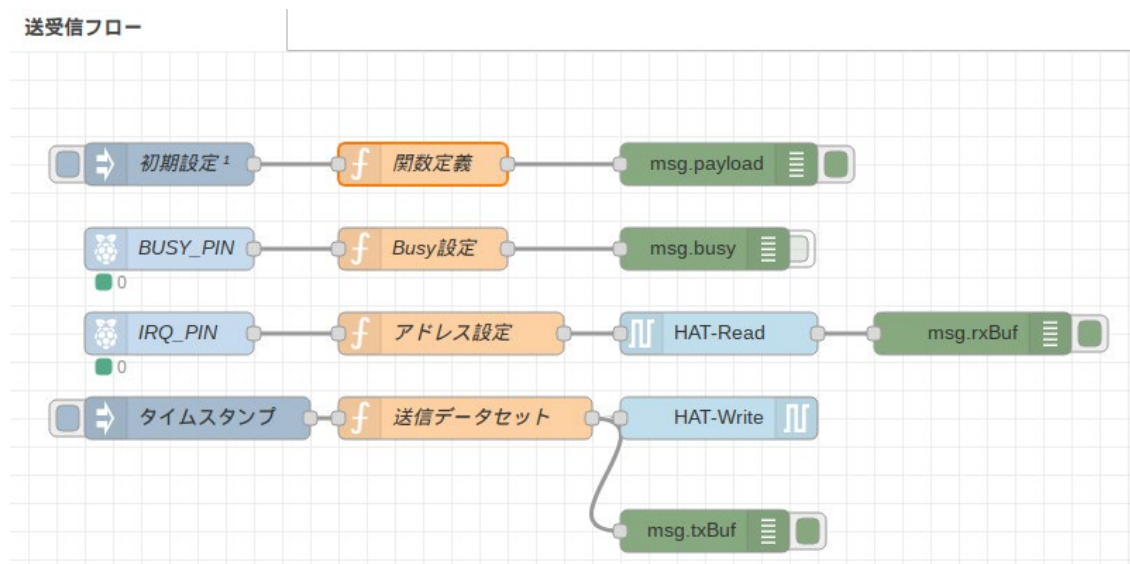 送受信フロー
初期設定 ¹ 関数定義 msg.payload
BUSY_PIN Busy設定 msg.busy
0
IRQ_PIN アドレス設定 HAT-Read msg.rxBuf
0
タイムスタンプ 送信データセット HAT-Write
msg.txBuf